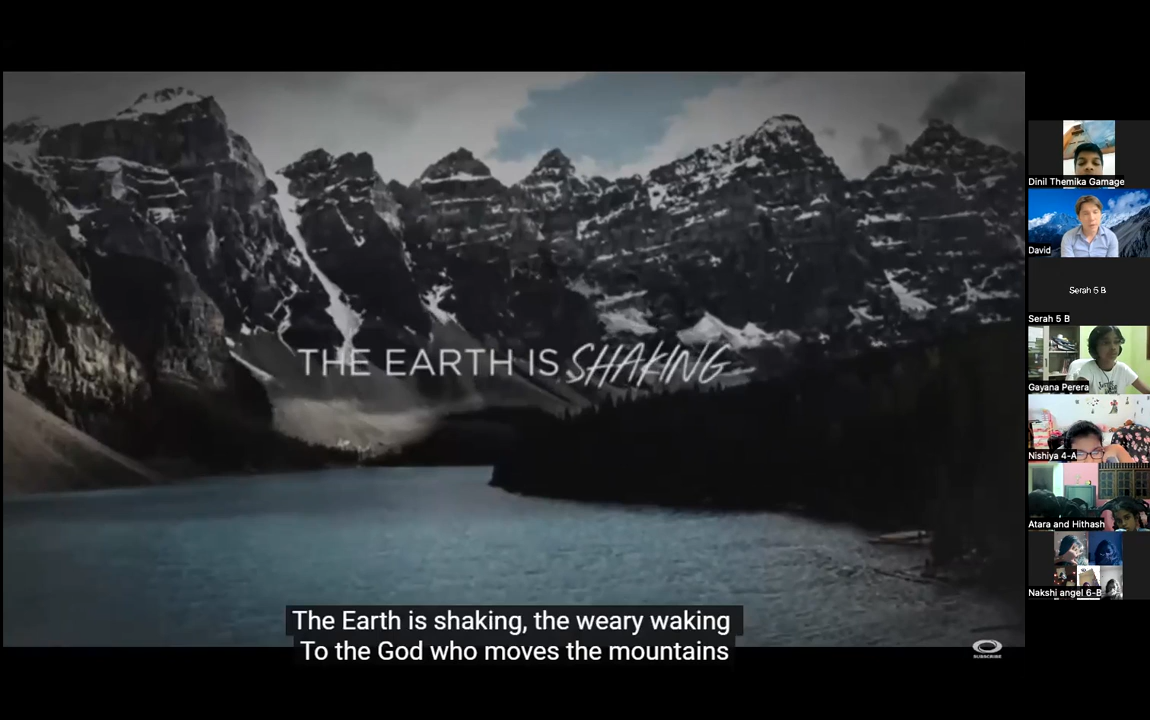 THE EARTH IS SHAKING
The Earth is shaking, the weary waking
To the God who moves the mountains
SUBSCRIBE
Dinil Themika Gamage
David
Serah 5 B
Serah 5 B
Gayana Perera
Nishiya 4-A
Atara and Hithash
Nakshi angel 6-B